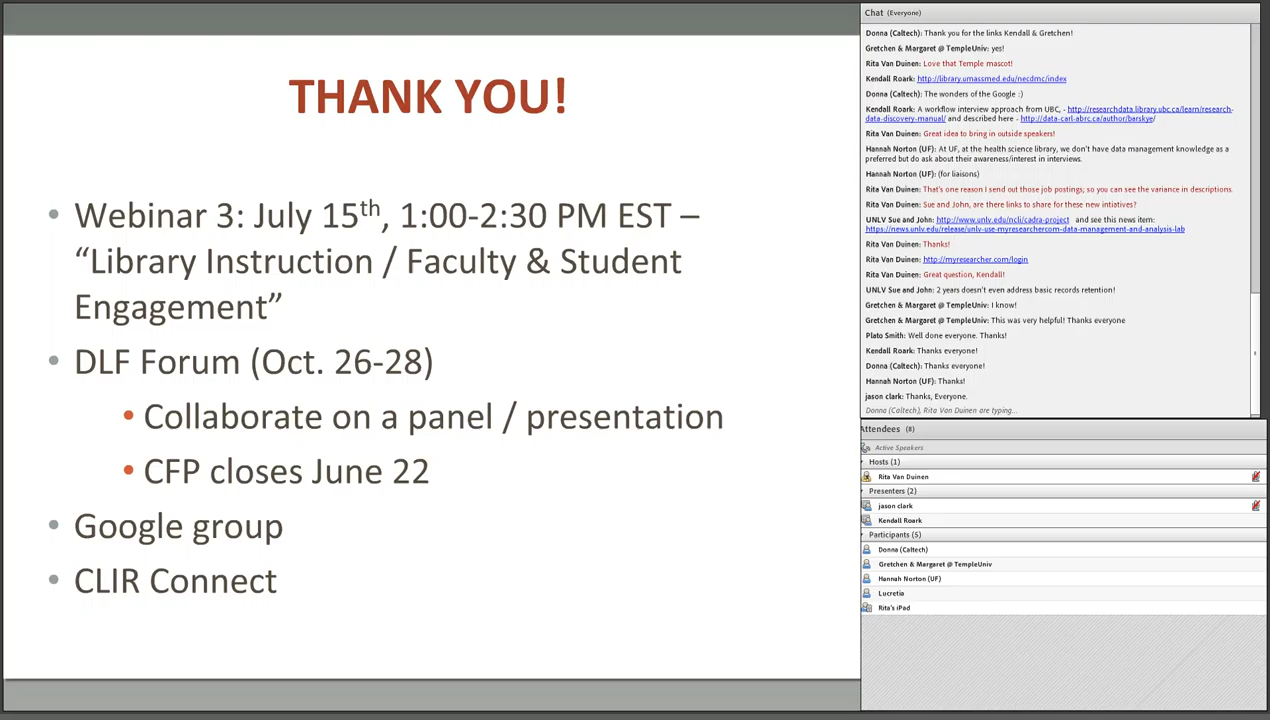 THANK YOU!
• Webinar 3: July 15th, 1:00-2:30 PM EST –
“Library Instruction / Faculty & Student
Engagement”
• DLF Forum (Oct. 26-28)
• Collaborate on a panel / presentation
• CFP closes June 22
• Google group
• CLIR Connect
Chat (Everyone)
Donna (Caltech): Thank you for the links Kendall & Gretchen!
Gretchen & Margaret @ TempleUniv: yes!
Rita Van Duinen: Love that Temple mascot!
Kendall Roark: http://library.umassmed.edu/necdmc/index
Donna (Caltech): The wonders of the Google :)
Kendall Roark: A workflow interview approach from UBC, - http://researchdata.library.ubc.ca/learn/research-
data-discovery-manual/ and described here - http://data-carl-abrc.ca/author/barskye/
Rita Van Duinen: Great idea to bring in outside speakers!
Hannah Norton (UF): At UF, at the health science library, we don't have data management knowledge as a
preferred but do ask about their awareness/interest in interviews.
Hannah Norton (UF): (for liaisons)
Rita Van Duinen: That's one reason I send out those job postings; so you can see the variance in descriptions.
Rita Van Duinen: Sue and John, are there links to share for these new intiatives?
UNLV Sue and John: http://www.unlv.edu/ncli/cadra-project and see this news item:
https://news.unlv.edu/release/unlv-use-myresearchercom-data-management-and-analysis-lab
Rita Van Duinen: Thanks!
Rita Van Duinen: http://myresearcher.com/login
Rita Van Duinen: Great question, Kendall!
UNLV Sue and John: 2 years doesn't even address basic records retention!
Gretchen & Margaret @ TempleUniv: I know!
Gretchen & Margaret @ TempleUniv: This was very helpful! Thanks everyone
Plato Smith: Well done everyone. Thanks!
Kendall Roark: Thanks everyone!
Donna (Caltech): Thanks everyone!
Hannah Norton (UF): Thanks!
jason clark: Thanks, Everyone.
Donna (Caltech), Rita Van Duinen are typing...
Attendees (8)
Active Speakers
Hosts (1)
Rita Van Duinen
Presenters (2)
jason clark
Kendall Roark
Participants (5)
Donna (Caltech)
Gretchen & Margaret @ TempleUniv
Hannah Norton (UF)
Lucretia
Rita's iPad